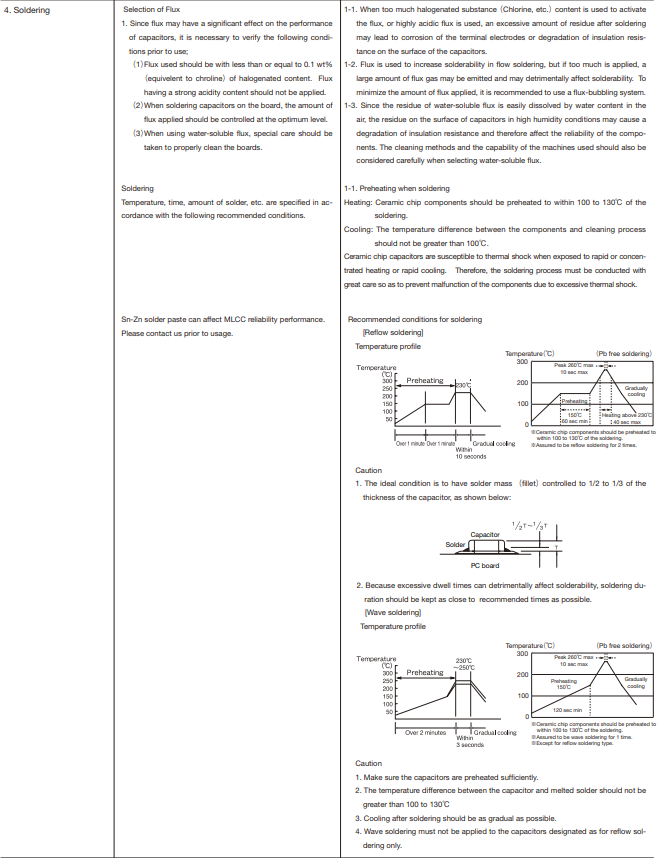 4. Soldering
Selection of Flux
1. Since flux may have a significant effect on the performance
of capacitors, it is necessary to verify the following condi-
tions prior to use;
(1)Flux used should be with less than or equal to 0.1 wt%
(equivelent to chroline) of halogenated content. Flux
having a strong acidity content should not be applied.
(2)When soldering capacitors on the board, the amount of
flux applied should be controlled at the optimum level.
(3)When using water-soluble flux, special care should be
taken to properly clean the boards.
1-1. When too much halogenated substance (Chlorine, etc.) content is used to activate
the flux, or highly acidic flux is used, an excessive amount of residue after soldering
may lead to corrosion of the terminal electrodes or degradation of insulation resis-
tance on the surface of the capacitors.
1-2. Flux is used to increase solderability in flow soldering, but if too much is applied, a
large amount of flux gas may be emitted and may detrimentally affect solderability. To
minimize the amount of flux applied, it is recommended to use a flux-bubbling system.
1-3. Since the residue of water-soluble flux is easily dissolved by water content in the
air, the residue on the surface of capacitors in high humidity conditions may cause a
degradation of insulation resistance and therefore affect the reliability of the compo-
nents. The cleaning methods and the capability of the machines used should also be
considered carefully when selecting water-soluble flux.
Soldering
Temperature, time, amount of solder, etc. are specified in ac-
cordance with the following recommended conditions.
1-1. Preheating when soldering
Heating: Ceramic chip components should be preheated to within 100 to 130℃ of the
soldering.
Cooling: The temperature difference between the components and cleaning process
should not be greater than 100℃.
Ceramic chip capacitors are susceptible to thermal shock when exposed to rapid or concen-
trated heating or rapid cooling. Therefore, the soldering process must be conducted with
great care so as to prevent malfunction of the components due to excessive thermal shock.
Sn-Zn solder paste can affect MLCC reliability performance.
Please contact us prior to usage.
Recommended conditions for soldering
[Reflow soldering]
Temperature profile
Temperature
(℃)
300
250
200
150
100
50
Preheating
230℃
Over 1 minute
Over 1 minute
Gradual cooling
Within
10 seconds
Temperature(℃)
(Pb free soldering)
300
200
100
0
Peak 260℃ max
10 sec max
Gradually
cooling
Preheating
150℃
60 sec min
Heating above 230℃
40 sec max
※Ceramic chip components should be preheated to
within 100 to 130℃ of the soldering.
※Assured to be reflow soldering for 2 times.
Caution
1. The ideal condition is to have solder mass (fillet) controlled to 1/2 to 1/3 of the
thickness of the capacitor, as shown below:
1/2T~1/3T
Capacitor
Solder
T
PC board
2. Because excessive dwell times can detrimentally affect solderability, soldering du-
ration should be kept as close to recommended times as possible.
[Wave soldering]
Temperature profile
Temperature
(℃)
300
250
200
150
100
50
Preheating
230℃
~250℃
Over 2 minutes
Gradual cooling
Within
3 seconds
Temperature(℃)
(Pb free soldering)
300
200
100
0
Peak 260℃ max
10 sec max
Preheating
150℃
Gradually
cooling
120 sec min
※Ceramic chip components should be preheated to
within 100 to 130℃ of the soldering.
※Assured to be wave soldering for 1 time.
※Except for reflow soldering type.
Caution
1. Make sure the capacitors are preheated sufficiently.
2. The temperature difference between the capacitor and melted solder should not be
greater than 100 to 130℃
3. Cooling after soldering should be as gradual as possible.
4. Wave soldering must not be applied to the capacitors designated as for reflow sol-
dering only.